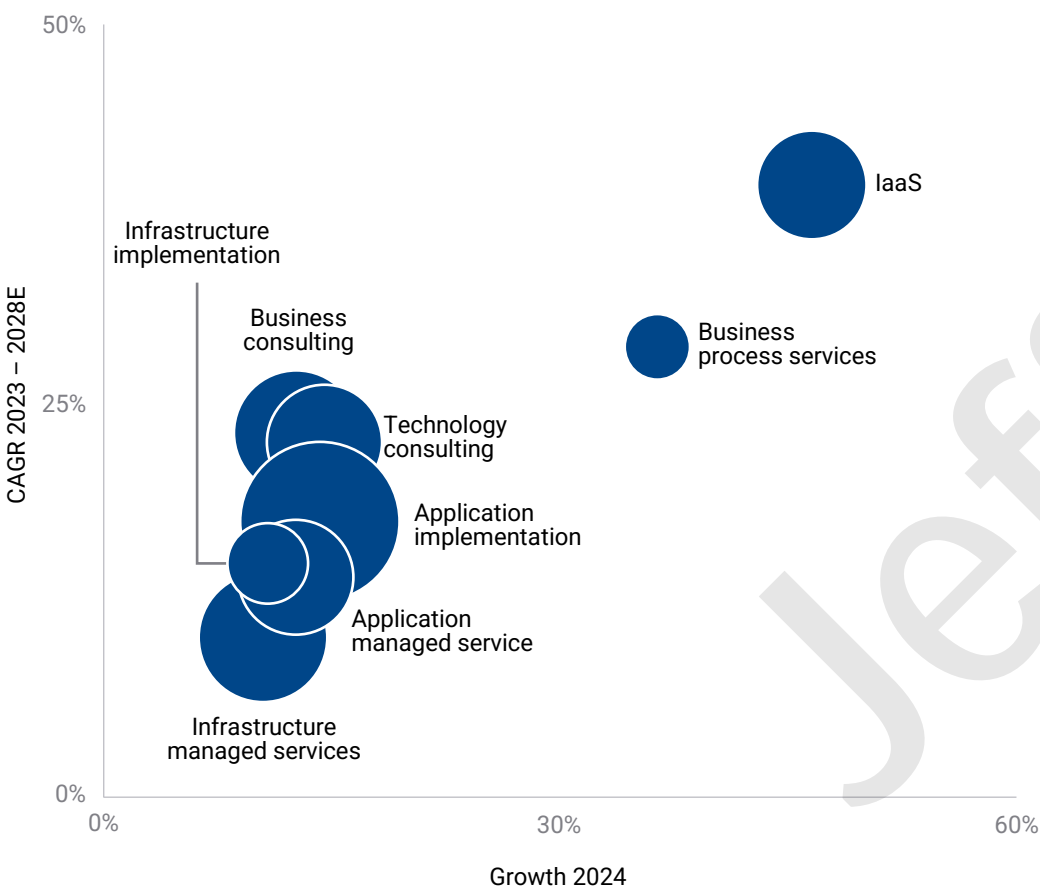 50%
IaaS
Infrastructure
implementation
Business
consulting
Business
process services
25%
CAGR 2023 – 2028E
Technology
consulting
Application
implementation
Application
managed service
Infrastructure
managed services
0%
0%
30%
60%
Growth 2024
Jef